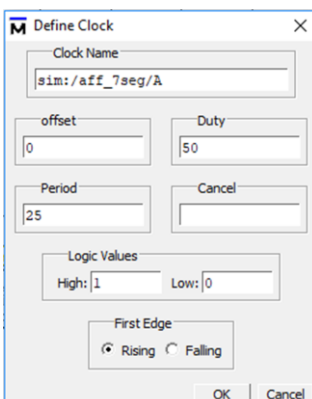 Define Clock
Clock Name
sim:/aff_7seg/A
offset
Duty
0
50
Period
Cancel
25
Logic Values
High: 1 Low: 0
First Edge
Rising Falling
OK Cancel